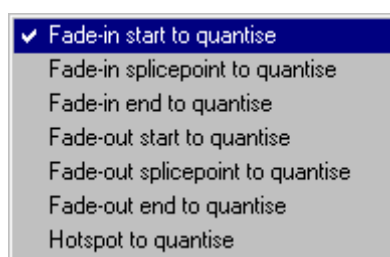 Fade-in start to quantise
Fade-in splicepoint to quantise
Fade-in end to quantise
Fade-out start to quantise
Fade-out splicepoint to quantise
Fade-out end to quantise
Hotspot to quantise